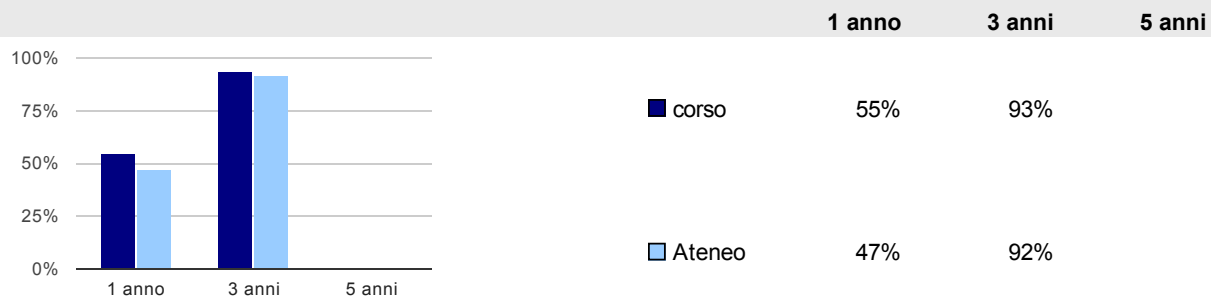 1 anno 3 anni 5 anni
100%
75%
50%
25%
0%
1 anno 3 anni 5 anni
corso 55% 93%
Ateneo 47% 92%